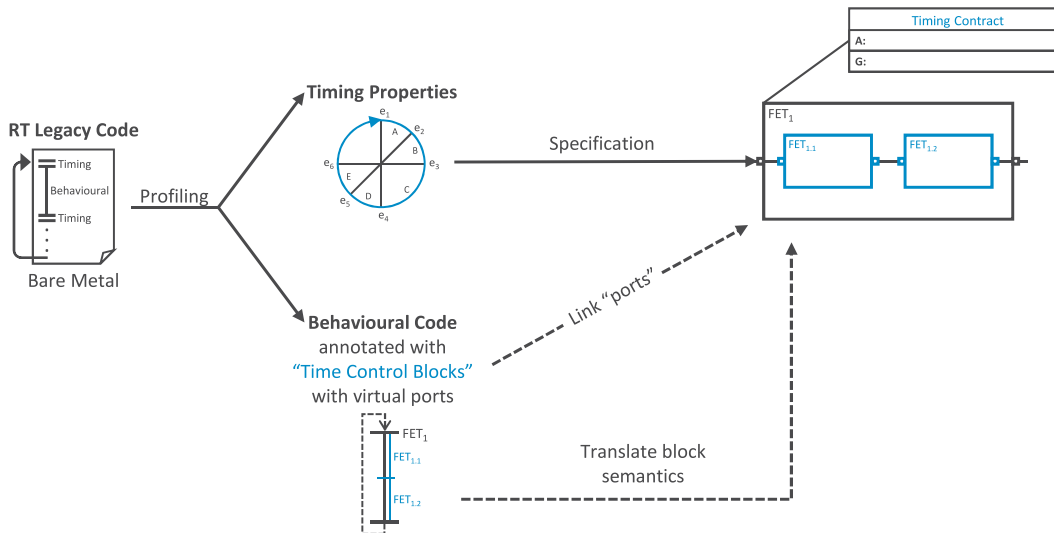 Timing Contract
A:
G:
FET1
FET1.1
FET1.2
RT Legacy Code
Timing
Behavioural
Timing
Bare Metal
Profiling
Timing Properties
e1
e2
e3
e4
e5
e6
A
B
C
D
E
Specification
Behavioural Code
annotated with
“Time Control Blocks”
with virtual ports
FET1
FET1.1
FET1.2
Link “ports”
Translate block
semantics